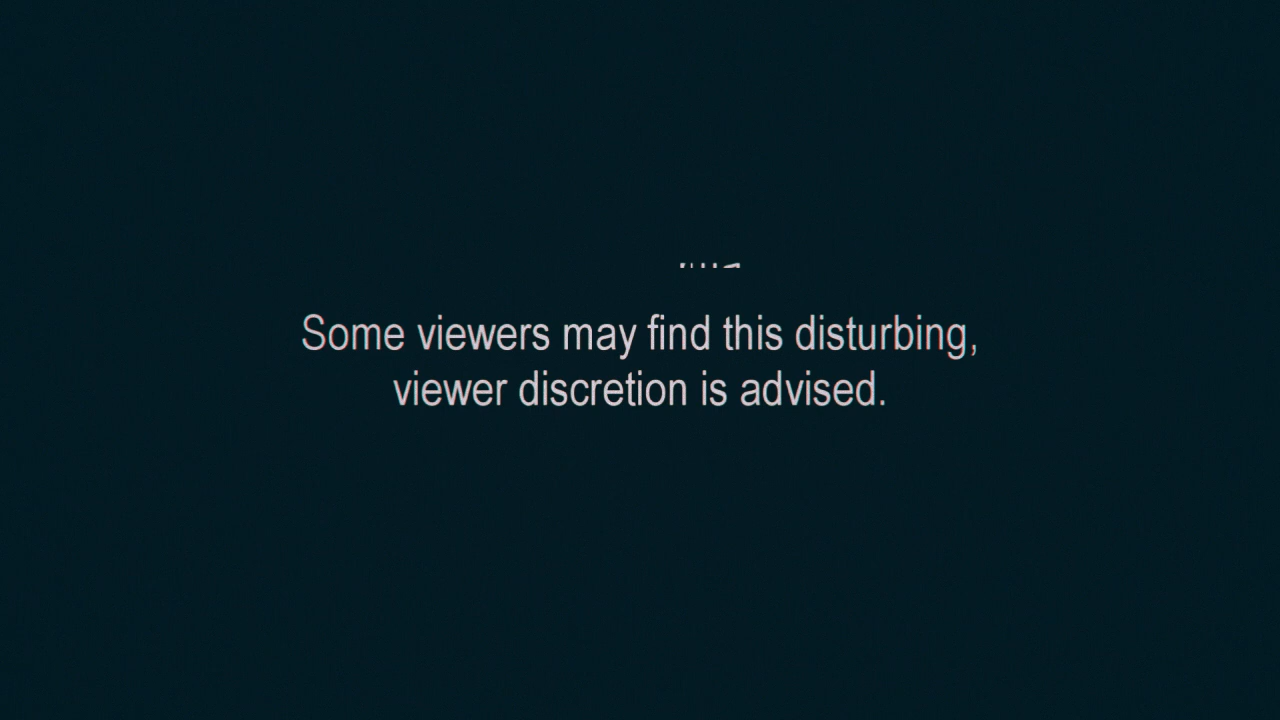 Some viewers may find this disturbing,
viewer discretion is advised.